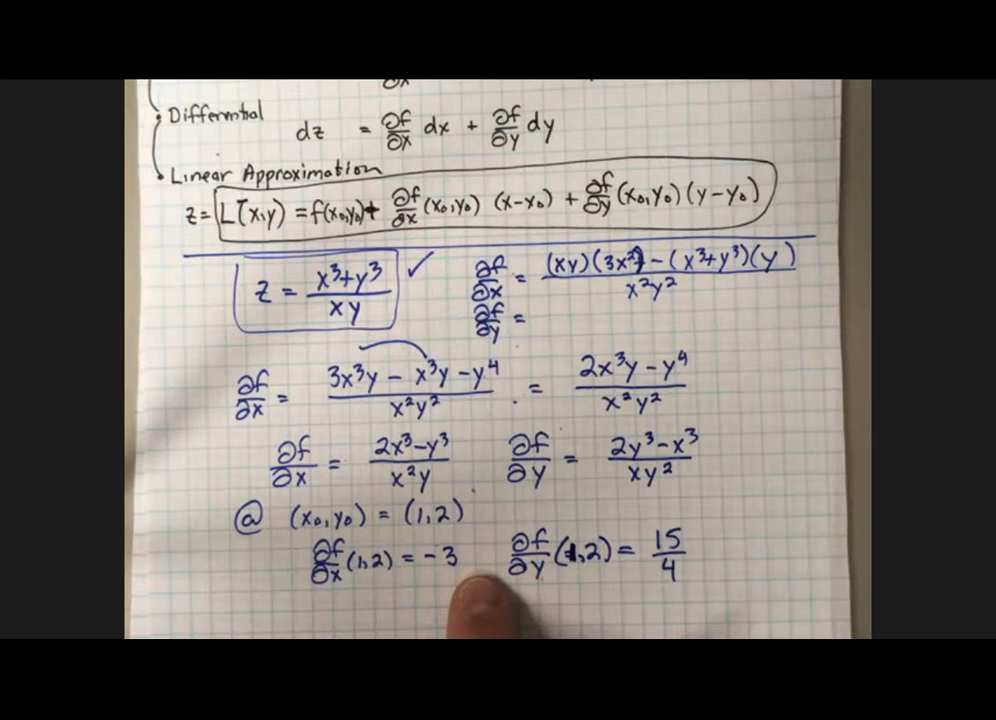 ∂x
• Differential
dz = ∂f/∂x dx + ∂f/∂y dy
• Linear Approximation
z = L(x,y) = f(x₀,y₀) + ∂f/∂x (x₀,y₀) (x-x₀) + ∂f/∂y (x₀,y₀) (y-y₀)
z = x³+y³ / xy ✓
∂f/∂x = (xy)(3x²) - (x³+y³)(y) / x²y²
∂f/∂y =
∂f/∂x = 3x³y - x³y - y⁴ / x²y² = 2x³y - y⁴ / x²y²
∂f/∂x = 2x³-y³ / x²y ∂f/∂y = 2y³-x³ / xy²
@ (x₀,y₀) = (1,2)
∂f/∂x (1,2) = -3 ∂f/∂y (1,2) = 15/4